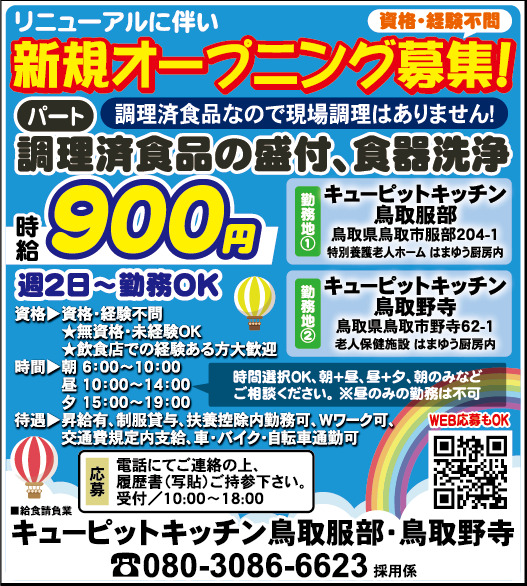 リニューアルに伴い
資格・経験不問
新規オープニング募集!
パート
調理済食品なので現場調理はありません!
調理済食品の盛付、食器洗浄
時給900円
週2日～勤務OK
勤務地①
キューピットキッチン
鳥取服部
鳥取県鳥取市服部204-1
特別養護老人ホーム はまゆう厨房内
勤務地②
キューピットキッチン
鳥取野寺
鳥取県鳥取市野寺62-1
老人保健施設 はまゆう厨房内
資格▶資格・経験不問
★無資格・未経験OK
★飲食店での経験ある方大歓迎
時間▶朝 6:00～10:00
昼 10:00～14:00
夕 15:00～19:00
時間選択OK、朝+昼、昼+夕、朝のみなど
ご相談ください。 ※昼のみの勤務は不可
待遇▶昇給有、制服貸与、扶養控除内勤務可、Wワーク可、
交通費規定内支給、車・バイク・自転車通勤可
WEB応募もOK
応募
電話にてご連絡の上、
履歴書(写貼)ご持参下さい。
受付／10:00～18:00
■給食請負業
キューピットキッチン鳥取服部・鳥取野寺
☎080-3086-6623 採用係